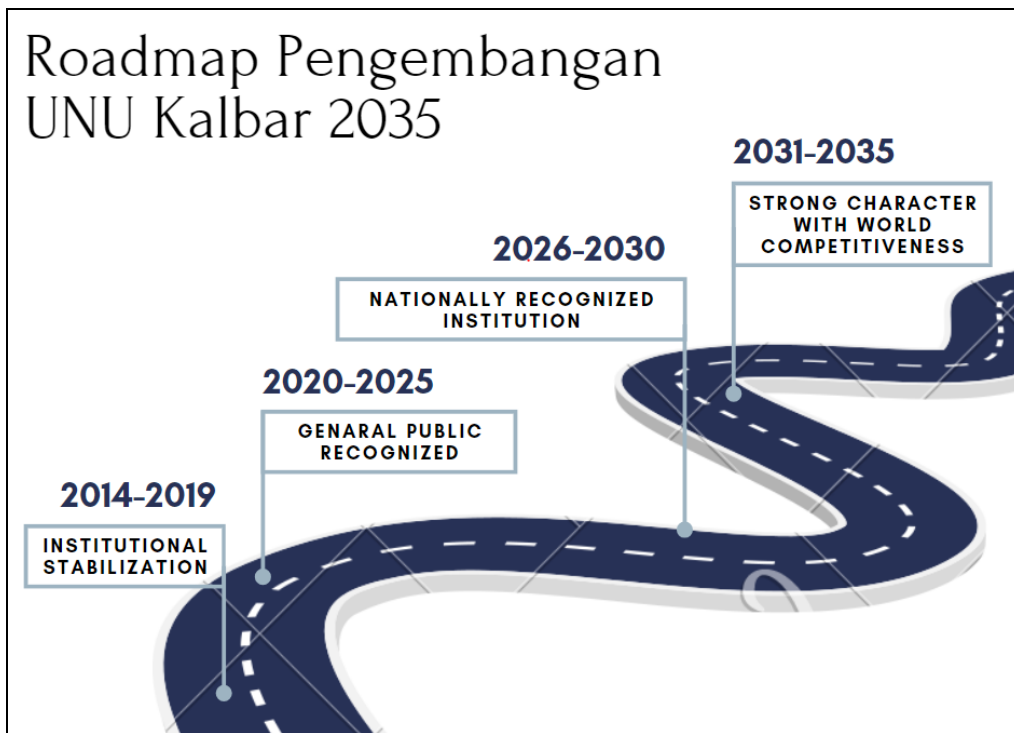 Roadmap Pengembangan
UNU Kalbar 2035
2014-2019
INSTITUTIONAL
STABILIZATION
2020-2025
GENARAL PUBLIC
RECOGNIZED
2026-2030
NATIONALLY RECOGNIZED
INSTITUTION
2031-2035
STRONG CHARACTER
WITH WORLD
COMPETITIVENESS